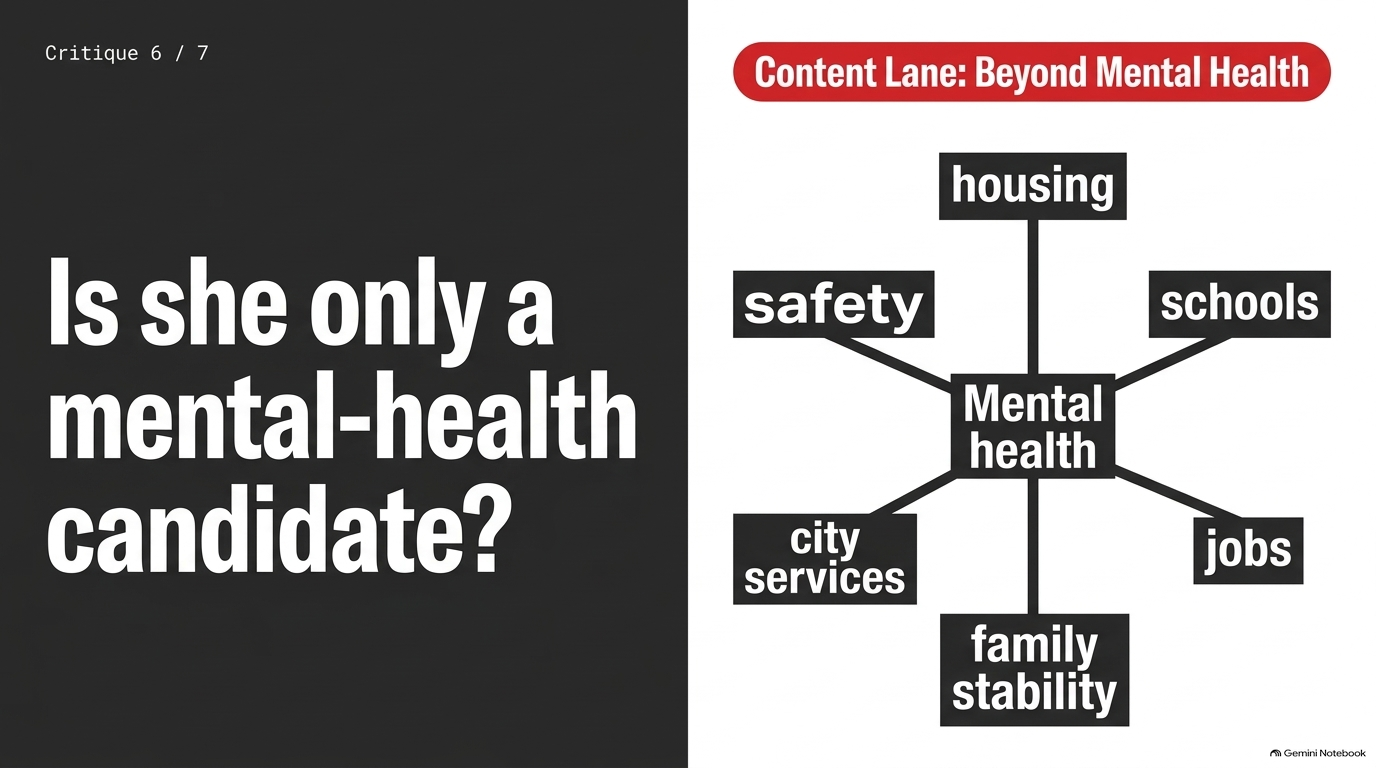 Critique 6 / 7
Is she only a
mental-health
candidate?
Content Lane: Beyond Mental Health
housing
safety
schools
Mental
health
city
services
jobs
family
stability
Gemini Notebook